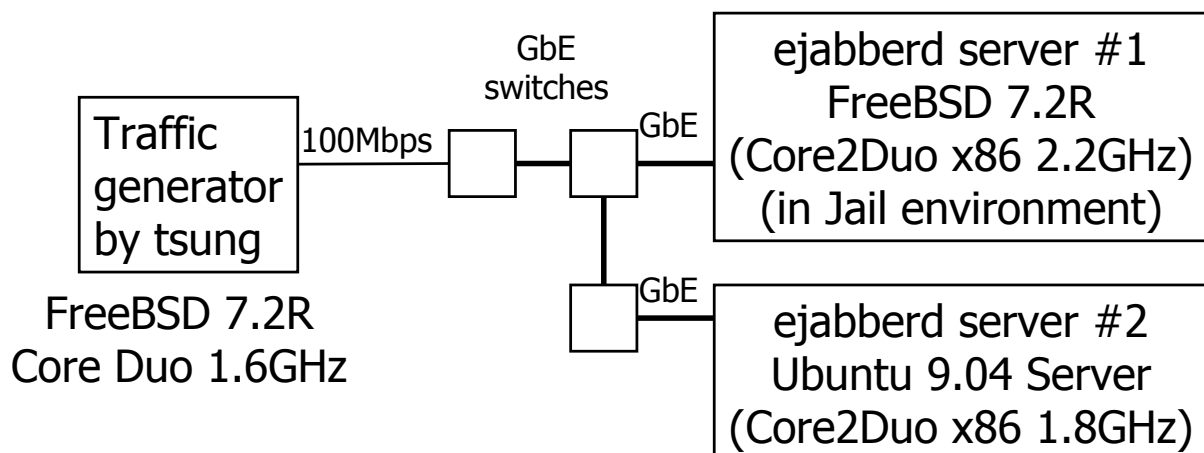 Traffic
generator
by tsung
FreeBSD 7.2R
Core Duo 1.6GHz
100Mbps
GbE
switches
GbE
ejabberd server #1
FreeBSD 7.2R
(Core2Duo x86 2.2GHz)
(in Jail environment)
GbE
ejabberd server #2
Ubuntu 9.04 Server
(Core2Duo x86 1.8GHz)